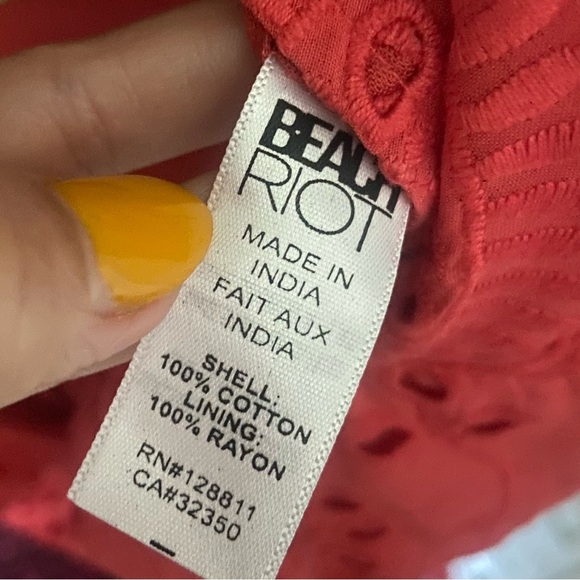 BEACH
RIOT
MADE IN
INDIA
FAIT AUX
INDIA
SHELL:
100% COTTON
LINING:
100% RAYON
RN#128811
CA#32350